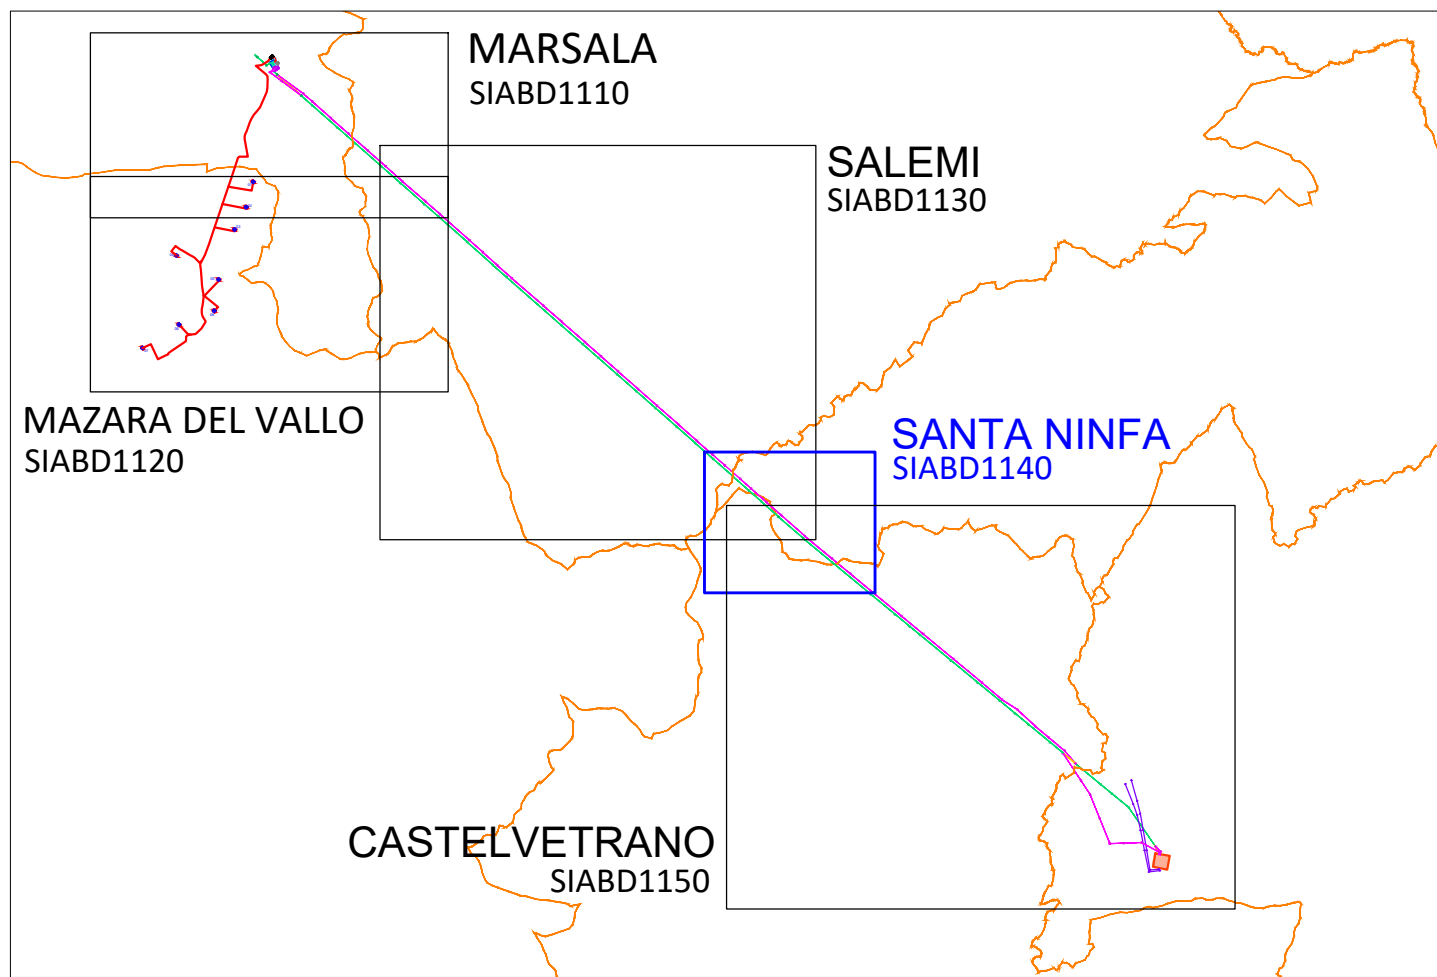 MARSALA
SIABD1110
SALEMI
SIABD1130
MAZARA DEL VALLO
SIABD1120
SANTA NINFA
SIABD1140
CASTELVETRANO
SIABD1150